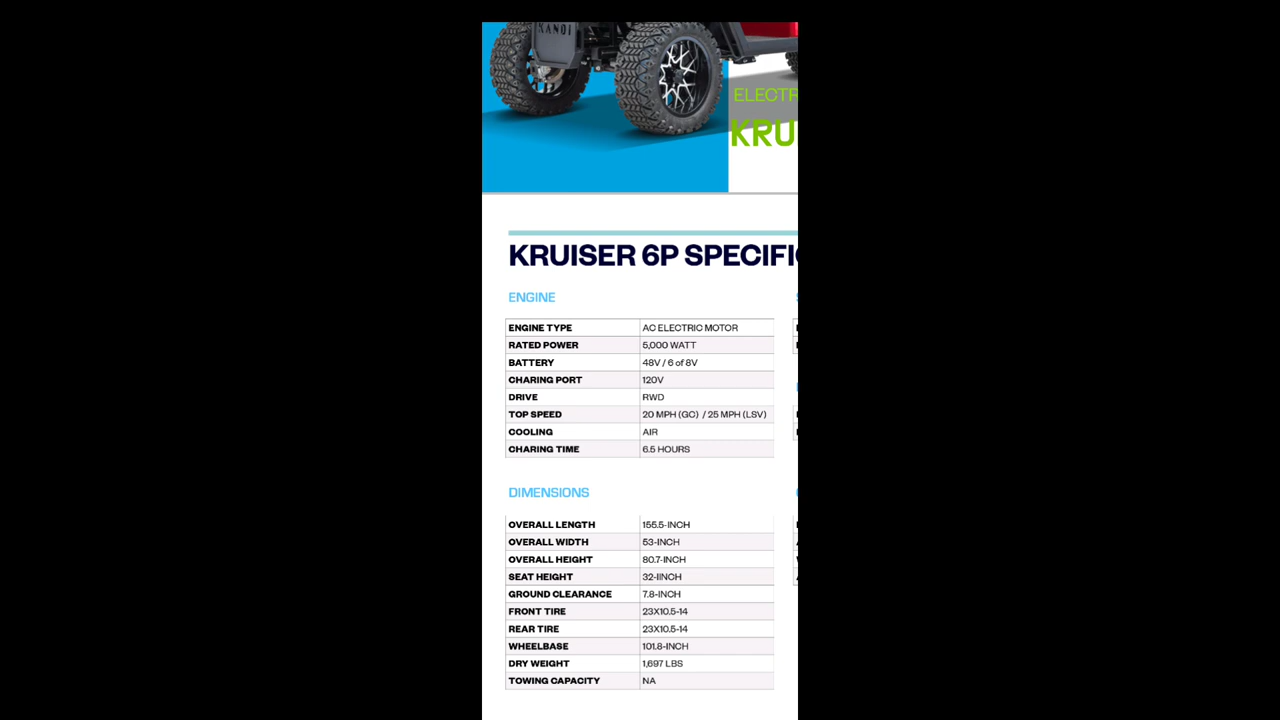 KANDI
ELECTR
KRU
KRUISER 6P SPECIFIC
ENGINE
ENGINE TYPE AC ELECTRIC MOTOR
RATED POWER 5,000 WATT
BATTERY 48V / 6 of 8V
CHARING PORT 120V
DRIVE RWD
TOP SPEED 20 MPH (GC) / 25 MPH (LSV)
COOLING AIR
CHARING TIME 6.5 HOURS
DIMENSIONS
OVERALL LENGTH 155.5-INCH
OVERALL WIDTH 53-INCH
OVERALL HEIGHT 80.7-INCH
SEAT HEIGHT 32-IINCH
GROUND CLEARANCE 7.8-INCH
FRONT TIRE 23X10.5-14
REAR TIRE 23X10.5-14
WHEELBASE 101.8-INCH
DRY WEIGHT 1,697 LBS
TOWING CAPACITY NA